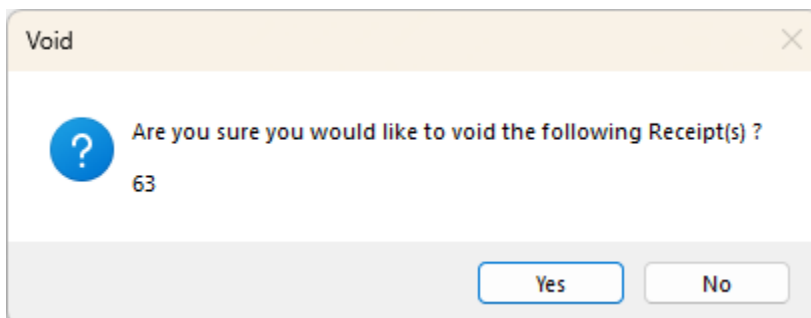 Void
Are you sure you would like to void the following Receipt(s) ?
63
Yes No